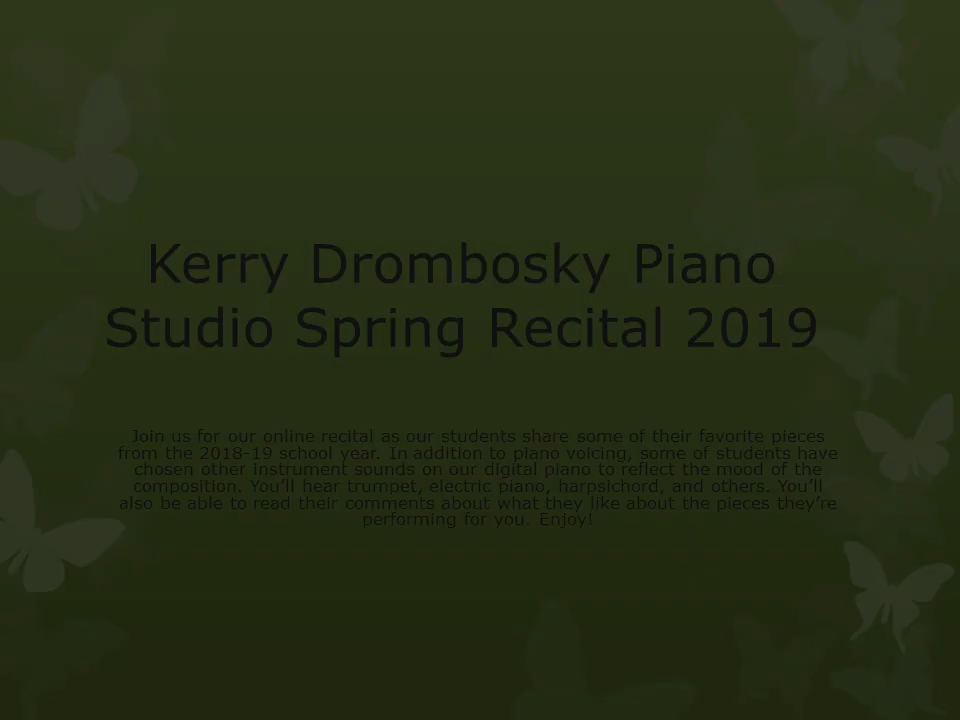 Kerry Drombosky Piano
Studio Spring Recital 2019
Join us for our online recital as our students share some of their favorite pieces
from the 2018-19 school year. In addition to piano voicing, some of students have
chosen other instrument sounds on our digital piano to reflect the mood of the
composition. You’ll hear trumpet, electric piano, harpsichord, and others. You’ll
also be able to read their comments about what they like about the pieces they’re
performing for you. Enjoy!